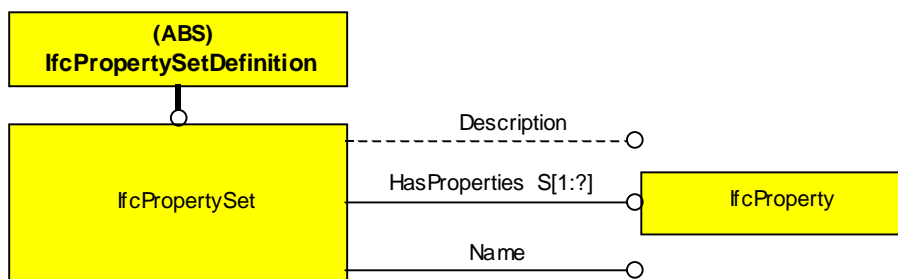 (ABS)
IfcPropertySetDefinition
Description
HasProperties S[1:?]
IfcPropertySet
IfcProperty
Name